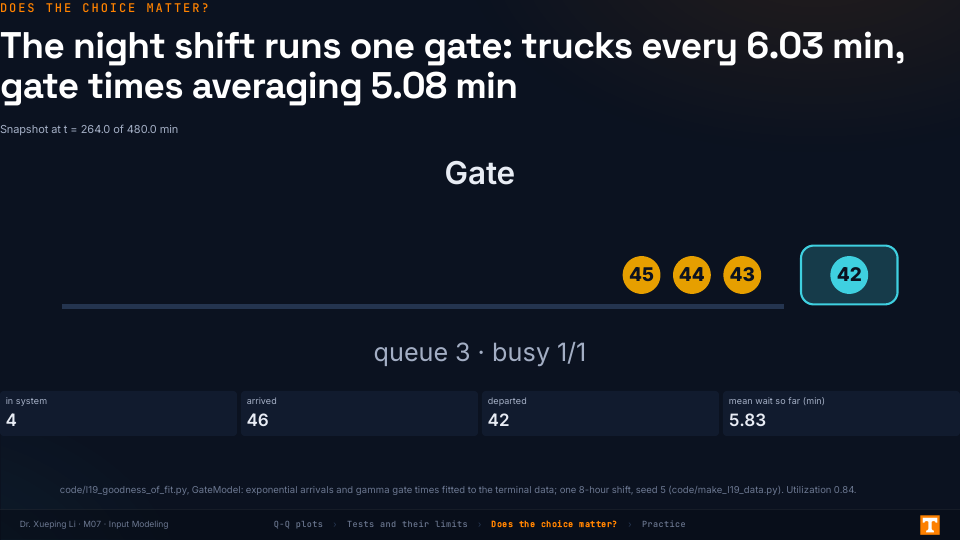 DOES THE CHOICE MATTER?
The night shift runs one gate: trucks every 6.03 min,
gate times averaging 5.08 min
Snapshot at t = 264.0 of 480.0 min
Gate
45 44 43 42
queue 3 · busy 1/1
in system arrived departed mean wait so far (min)
4 46 42 5.83
code/l19_goodness_of_fit.py, GateModel: exponential arrivals and gamma gate times fitted to the terminal data; one 8-hour shift, seed 5 (code/make_l19_data.py). Utilization 0.84.
Dr. Xueping Li · M07 · Input Modeling Q-Q plots › Tests and their limits › Does the choice matter? › Practice T